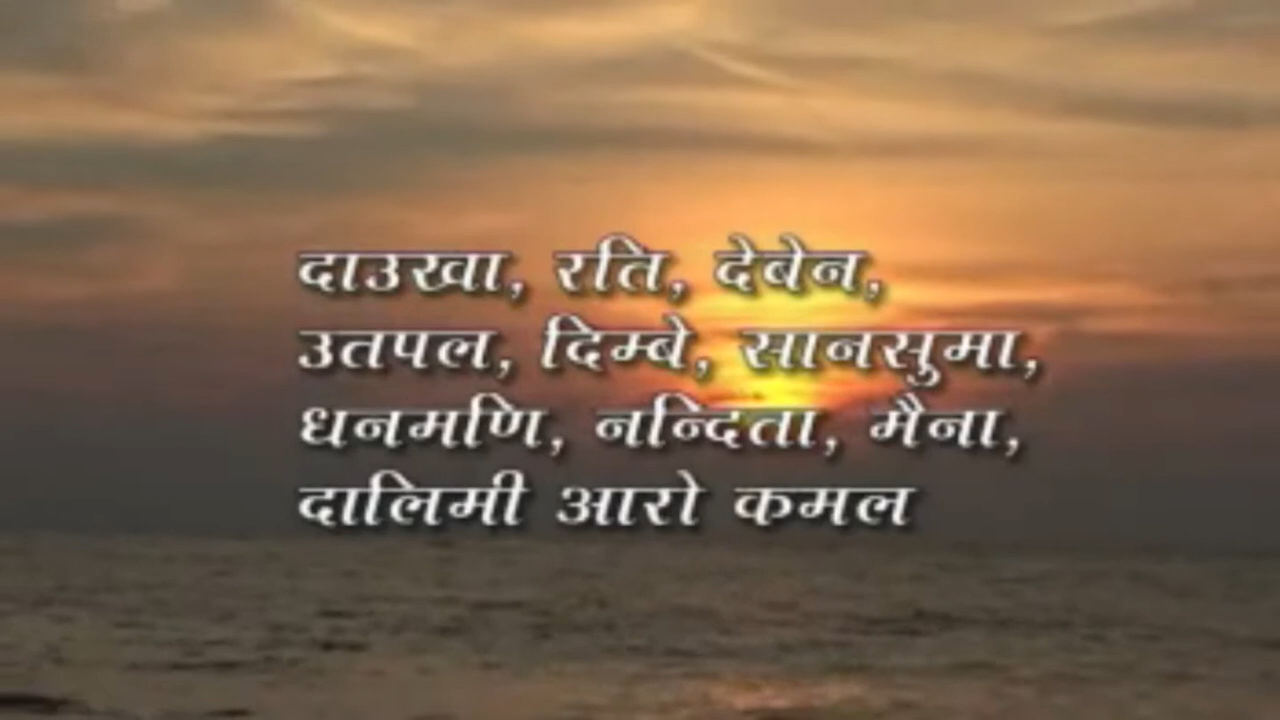 दाउखा, रति, देबेन,
उतपल, दिम्बे, सानसुमा,
धनमणि, नन्दिता, मैना,
दालिमी आरो कमल